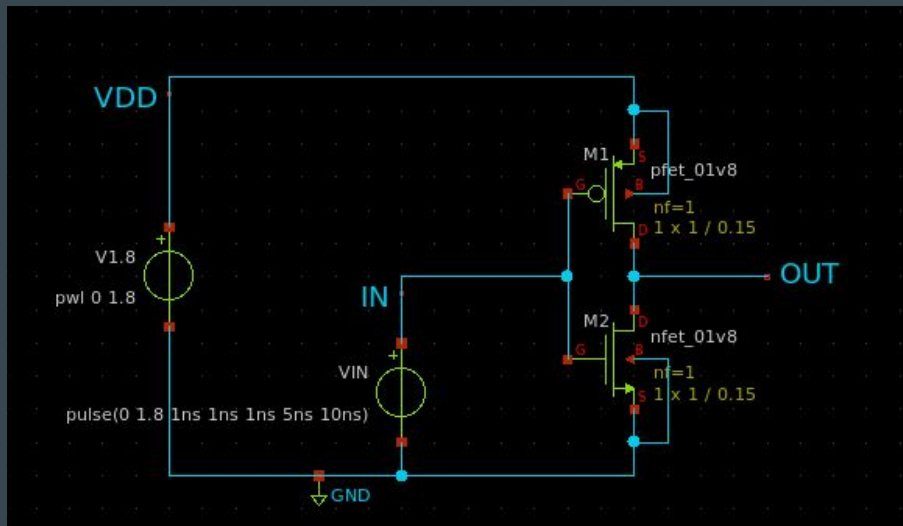 VDD
M1
S
pfet_01v8
G
B
nf=1
D
1 x 1 / 0.15
+
V1.8
pwl 0 1.8
IN
OUT
M2
D
nfet_01v8
G
B
+
VIN
nf=1
S
1 x 1 / 0.15
pulse(0 1.8 1ns 1ns 1ns 5ns 10ns)
GND